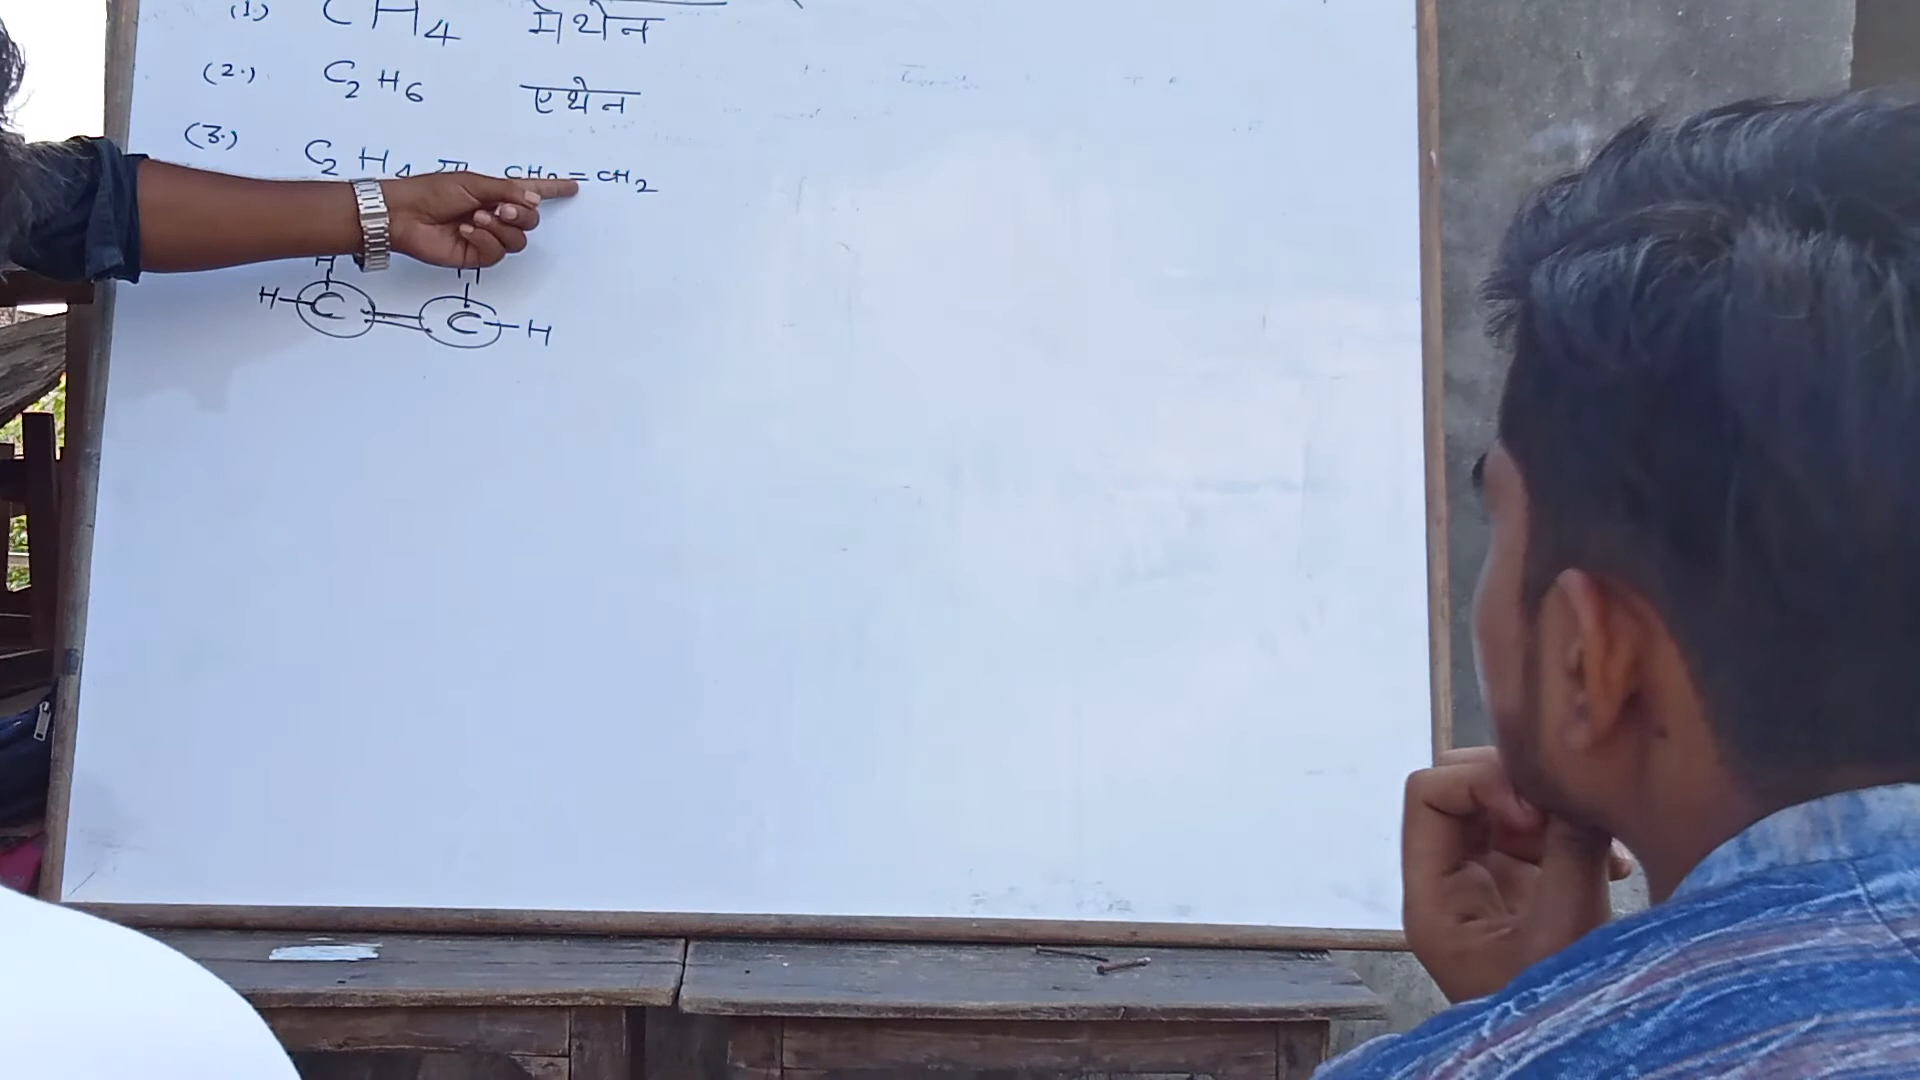 (1.) CH4 मेथेन
(2.) C2H6 एथेन
(3.) C2H4 या CH2=CH2
H H
H-C=C-H